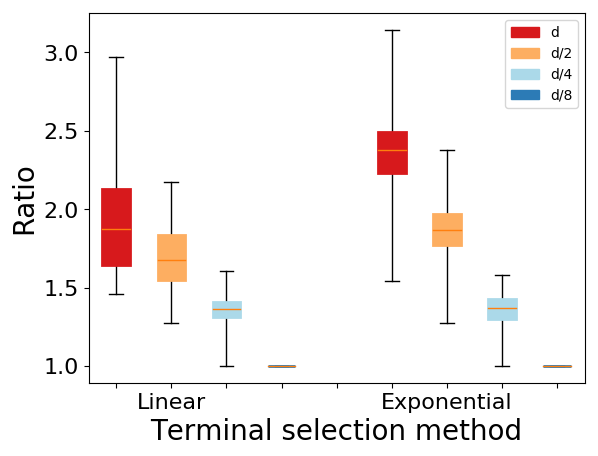 3.0
2.5
2.0
1.5
1.0
Ratio
d
d/2
d/4
d/8
Linear
Exponential
Terminal selection method